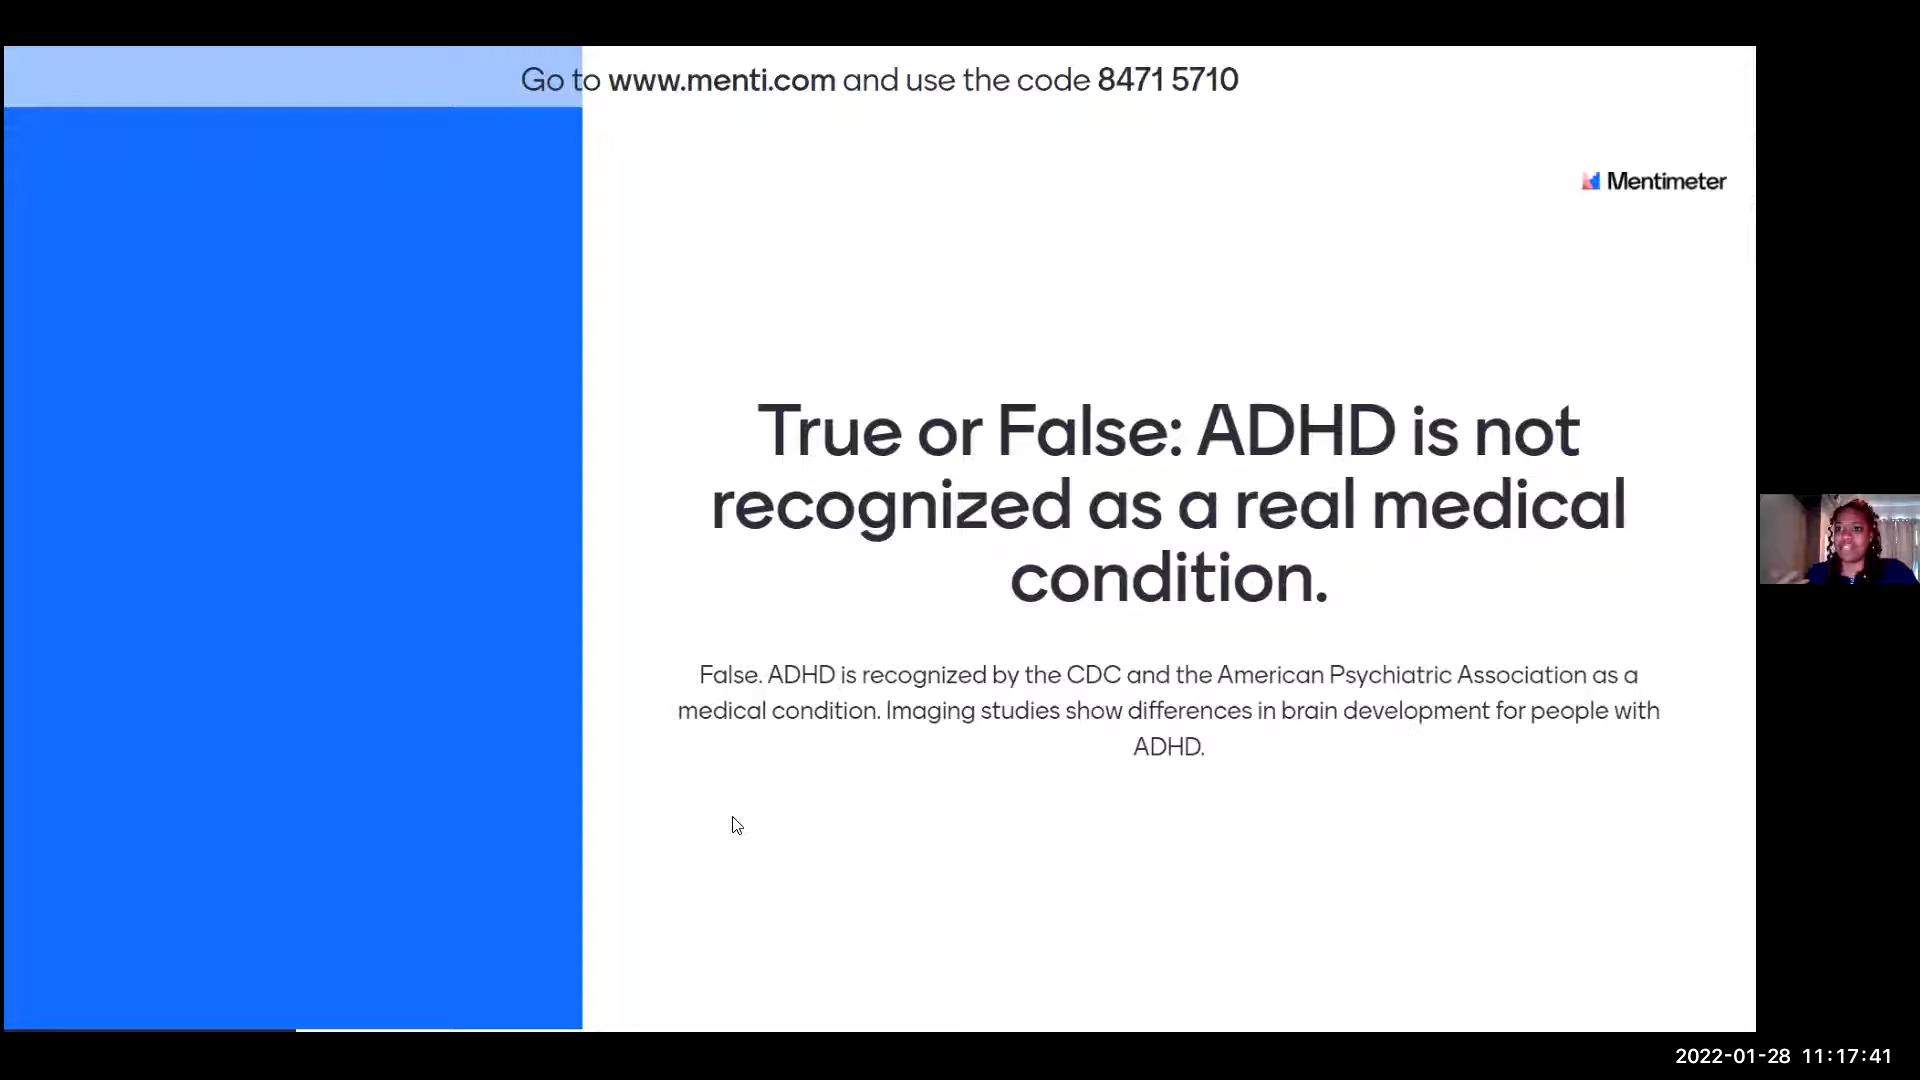 Go to www.menti.com and use the code 8471 5710
Mentimeter
True or False: ADHD is not
recognized as a real medical
condition.
False. ADHD is recognized by the CDC and the American Psychiatric Association as a
medical condition. Imaging studies show differences in brain development for people with
ADHD.
2022-01-28 11:17:41